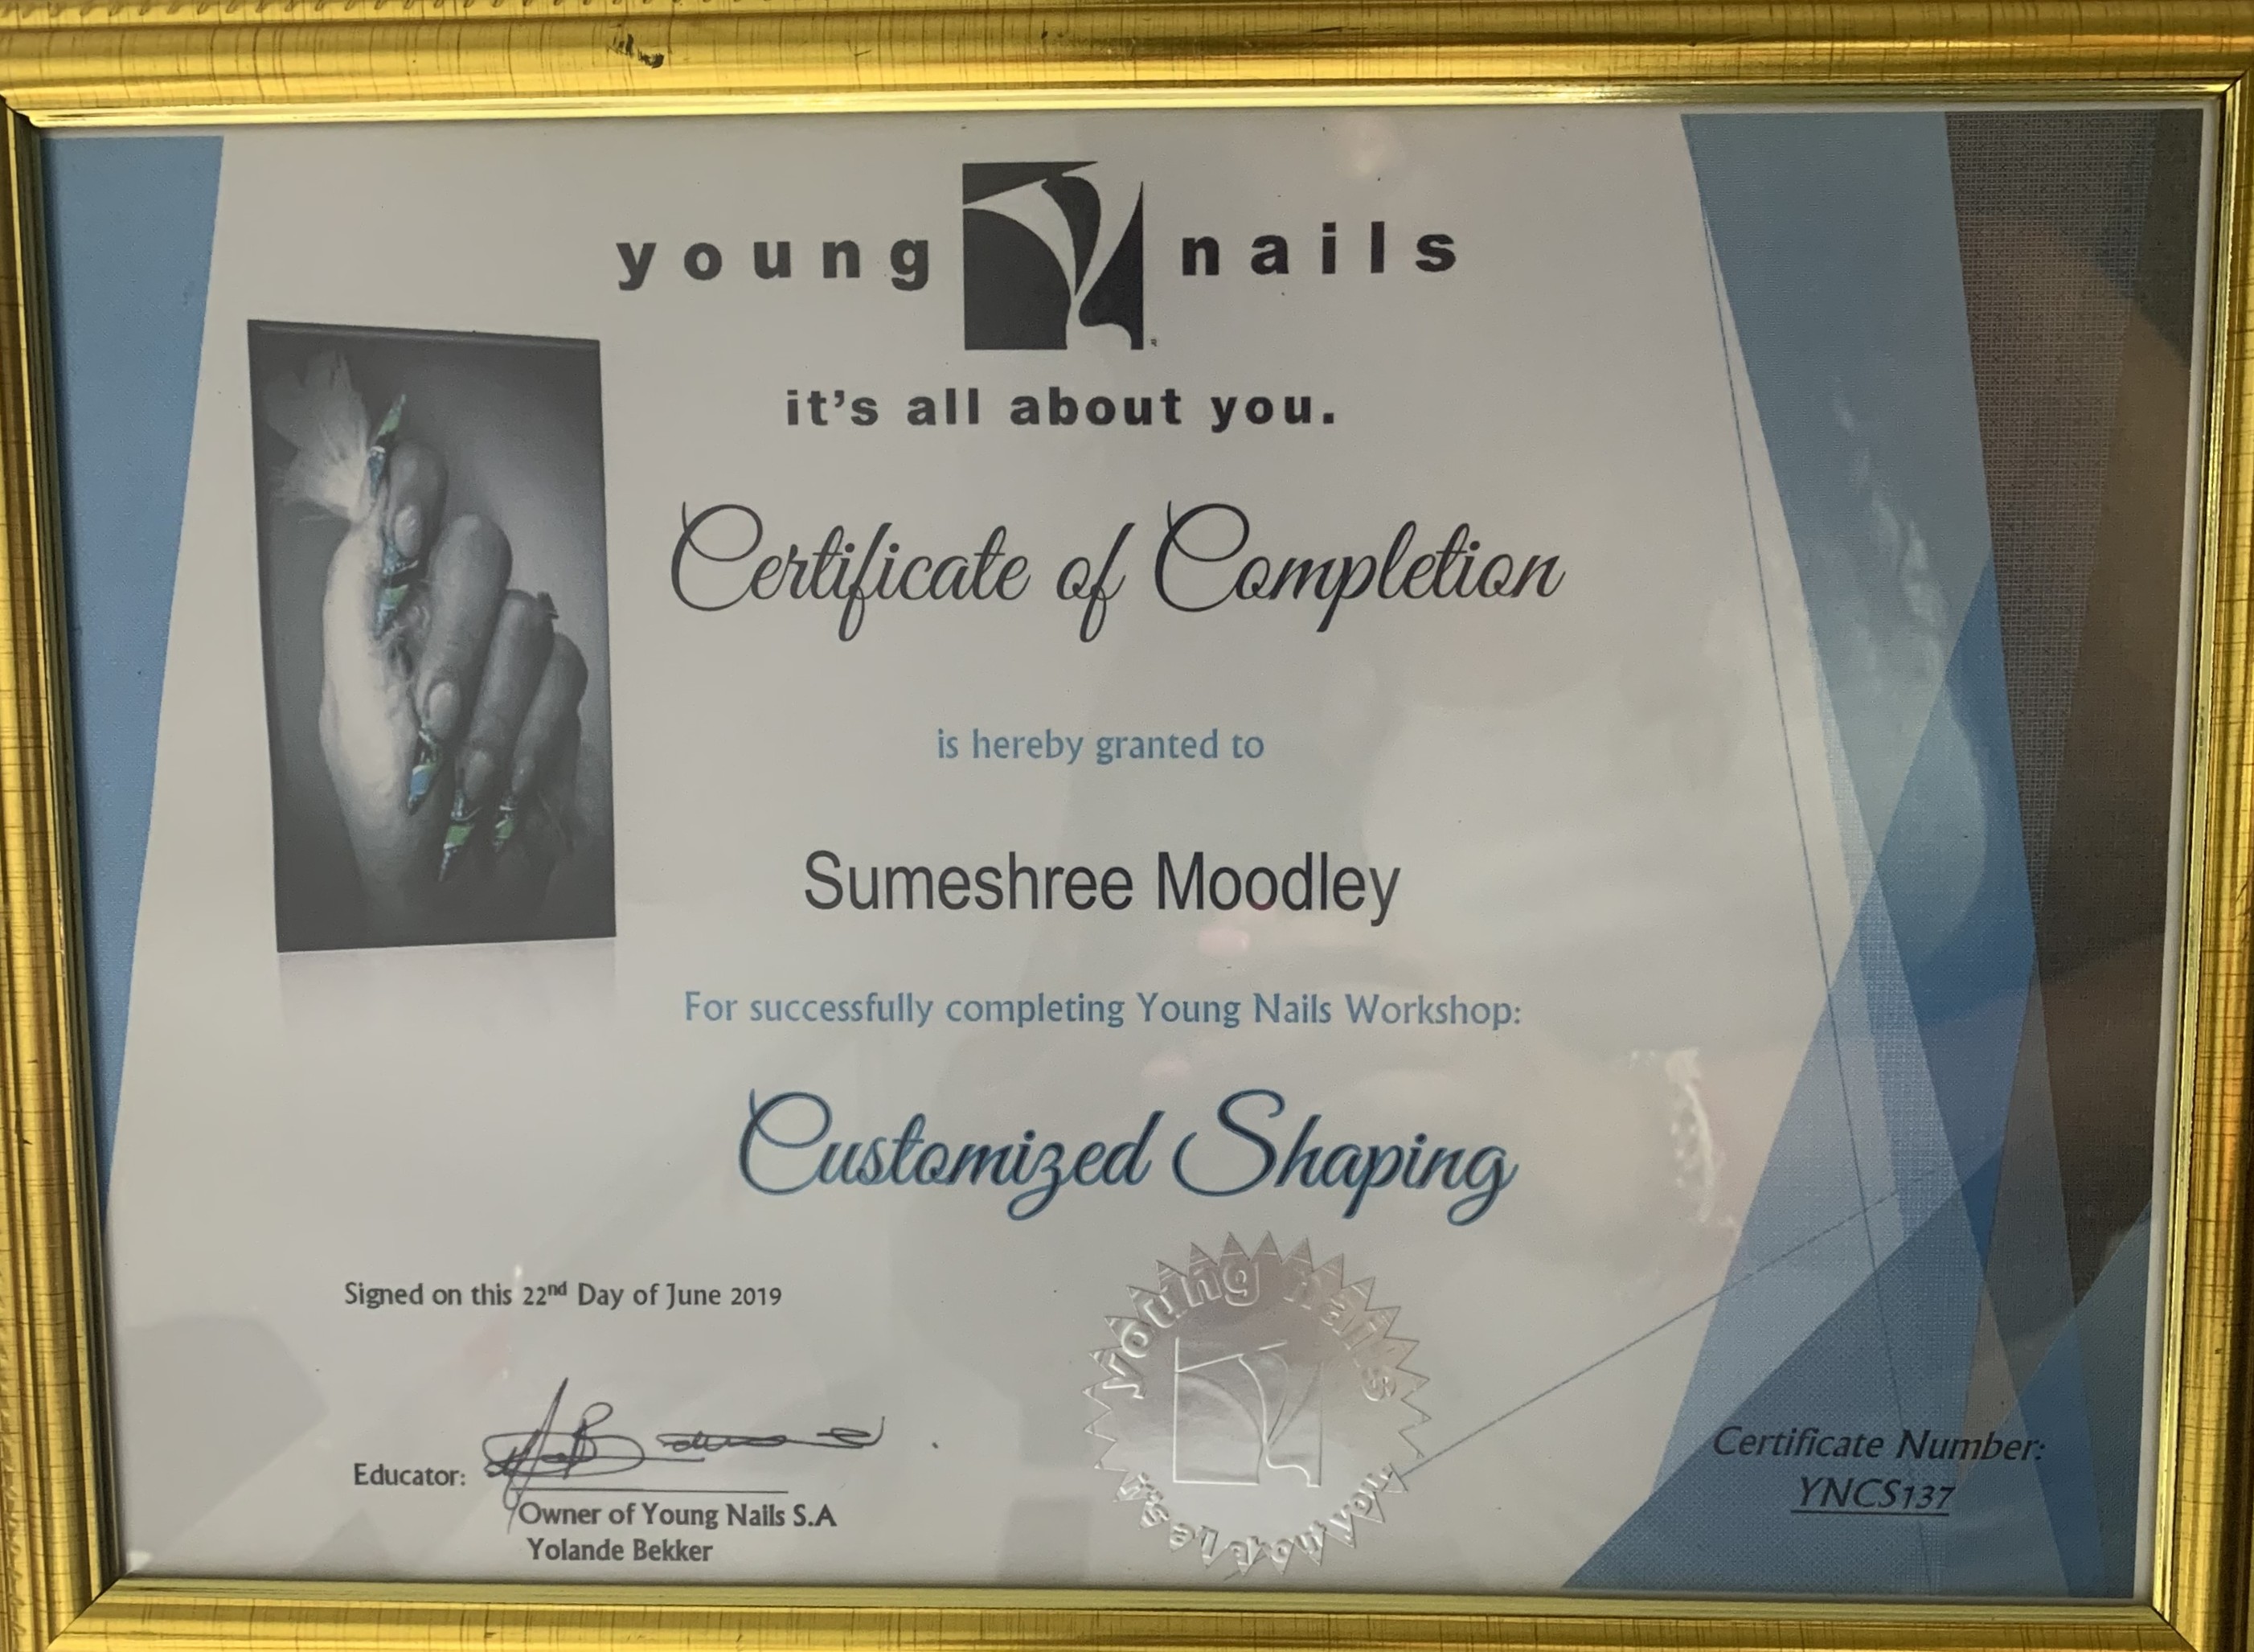 young nails
it's all about you.
Certificate of Completion
is hereby granted to
Sumeshree Moodley
For successfully completing Young Nails Workshop:
Customized Shaping
Signed on this 22nd Day of June 2019
young nails
it's all about you.
Educator:
Owner of Young Nails S.A
Yolande Bekker
Certificate Number:
YNCS137